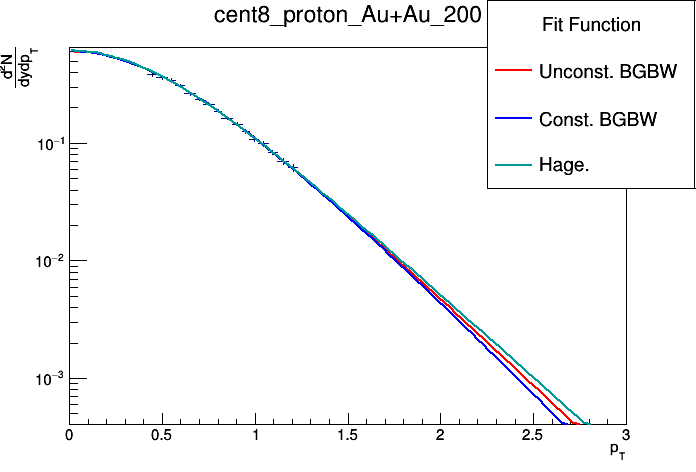 cent8_proton_Au+Au_200
d²N
dydp_T
Fit Function
Unconst. BGBW
Const. BGBW
Hage.
10⁻¹
10⁻²
10⁻³
0 0.5 1 1.5 2 2.5 3
p_T